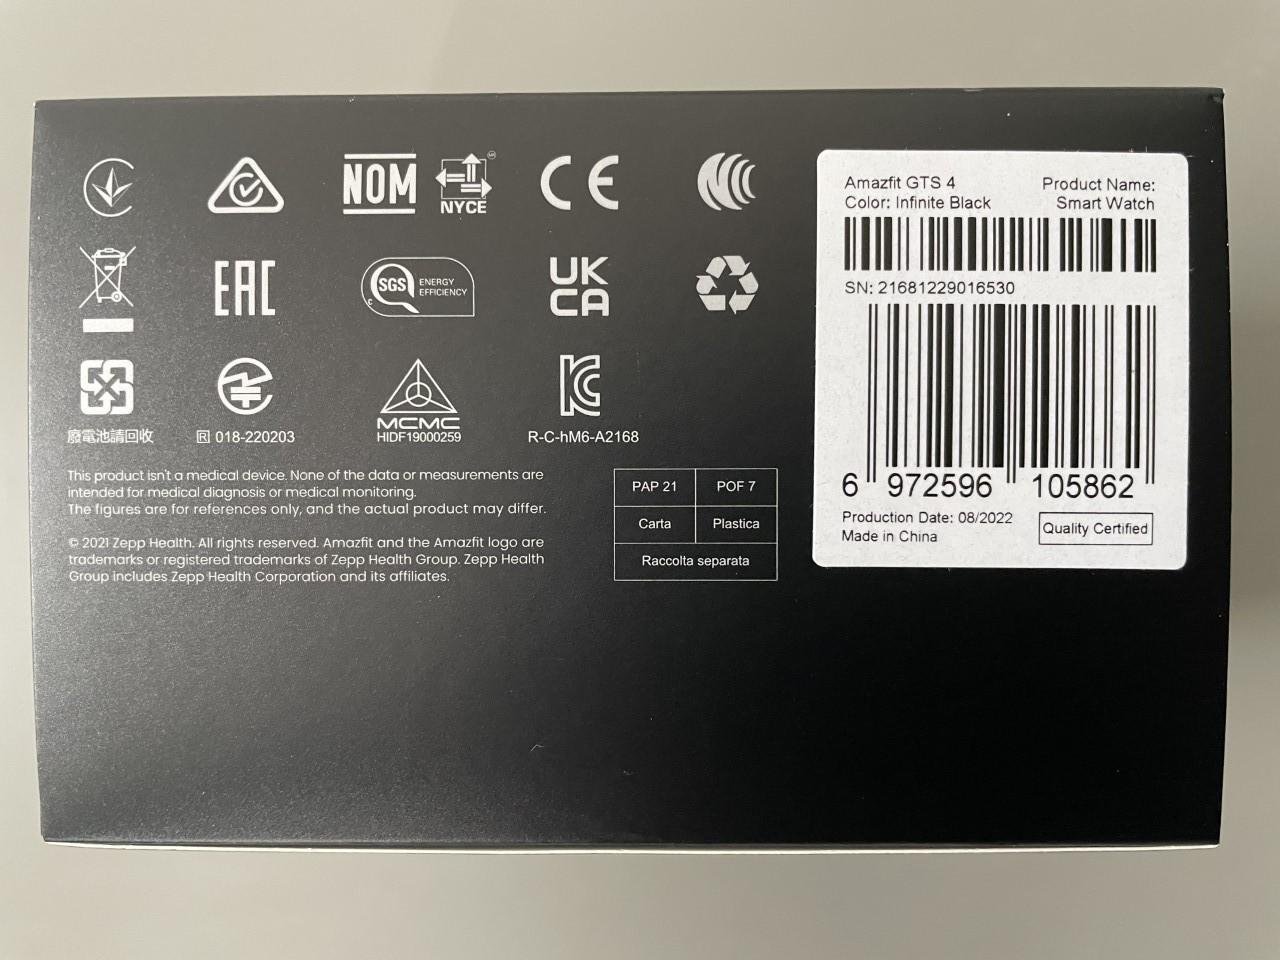 NOM
NYCE
CE
EAC
SGS ENERGY
EFFICIENCY
C
UK
CA
廢電池請回收
R 018-220203
MCMC
HIDF19000259
R-C-hM6-A2168
This product isn't a medical device. None of the data or measurements are
intended for medical diagnosis or medical monitoring.
The figures are for references only, and the actual product may differ.
© 2021 Zepp Health. All rights reserved. Amazfit and the Amazfit logo are
trademarks or registered trademarks of Zepp Health Group. Zepp Health
Group includes Zepp Health Corporation and its affiliates.
PAP 21 POF 7
Carta Plastica
Raccolta separata
Amazfit GTS 4
Color: Infinite Black
Product Name:
Smart Watch
SN: 21681229016530
6 972596 105862
Production Date: 08/2022
Made in China
Quality Certified